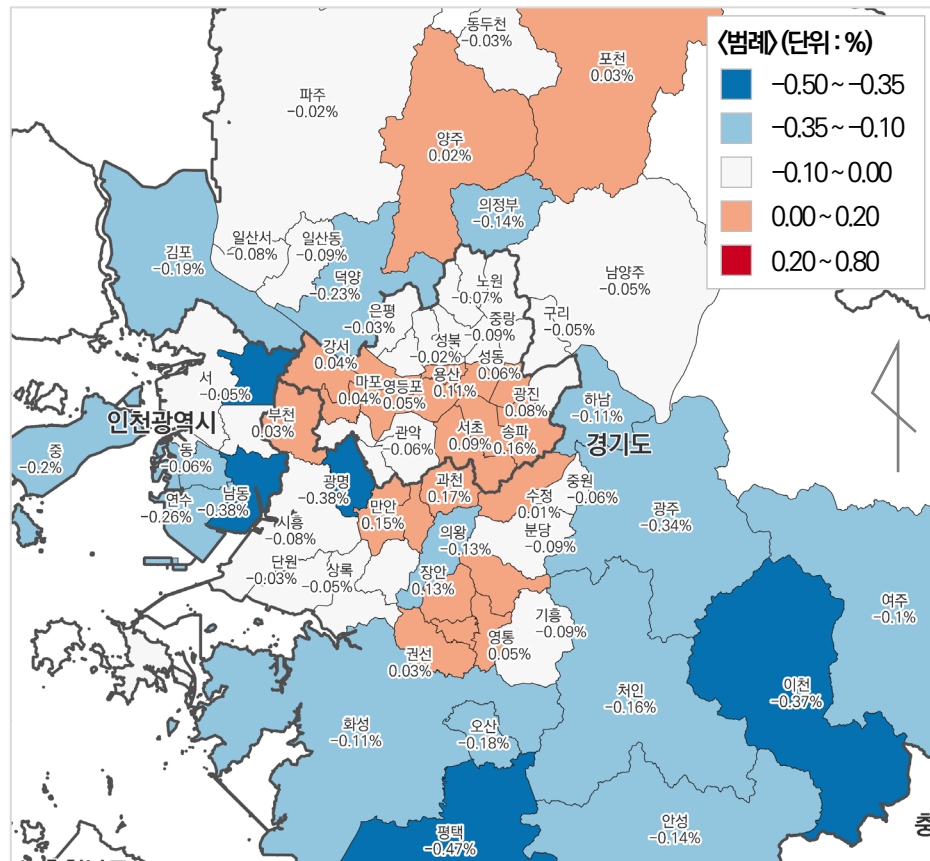 동두천
-0.03%
포천
0.03%
〈범례〉 (단위 : %)
-0.50 ~ -0.35
-0.35 ~ -0.10
-0.10 ~ 0.00
0.00 ~ 0.20
0.20 ~ 0.80
파주
-0.02%
양주
0.02%
의정부
-0.14%
김포
-0.19%
일산서
-0.08%
일산동
-0.09%
덕양
-0.23%
남양주
-0.05%
노원
-0.07%
은평
-0.03%
중랑
-0.09%
구리
-0.05%
성북
-0.02%
강서
0.04%
성동
0.06%
서
-0.05%
마포
0.04%
영등포
0.05%
용산
0.11%
광진
0.08%
하남
-0.11%
인천광역시
부천
0.03%
관악
-0.06%
서초
0.09%
송파
0.16%
경기도
중
-0.2%
동
-0.06%
연수
-0.26%
남동
-0.38%
광명
-0.38%
과천
0.17%
수정
0.01%
중원
-0.06%
만안
0.15%
광주
-0.34%
시흥
-0.08%
의왕
-0.13%
분당
-0.09%
단원
-0.03%
상록
-0.05%
장안
0.13%
여주
-0.1%
기흥
-0.09%
영통
0.05%
권선
0.03%
처인
-0.16%
이천
-0.37%
화성
-0.11%
오산
-0.18%
평택
-0.47%
안성
-0.14%
충